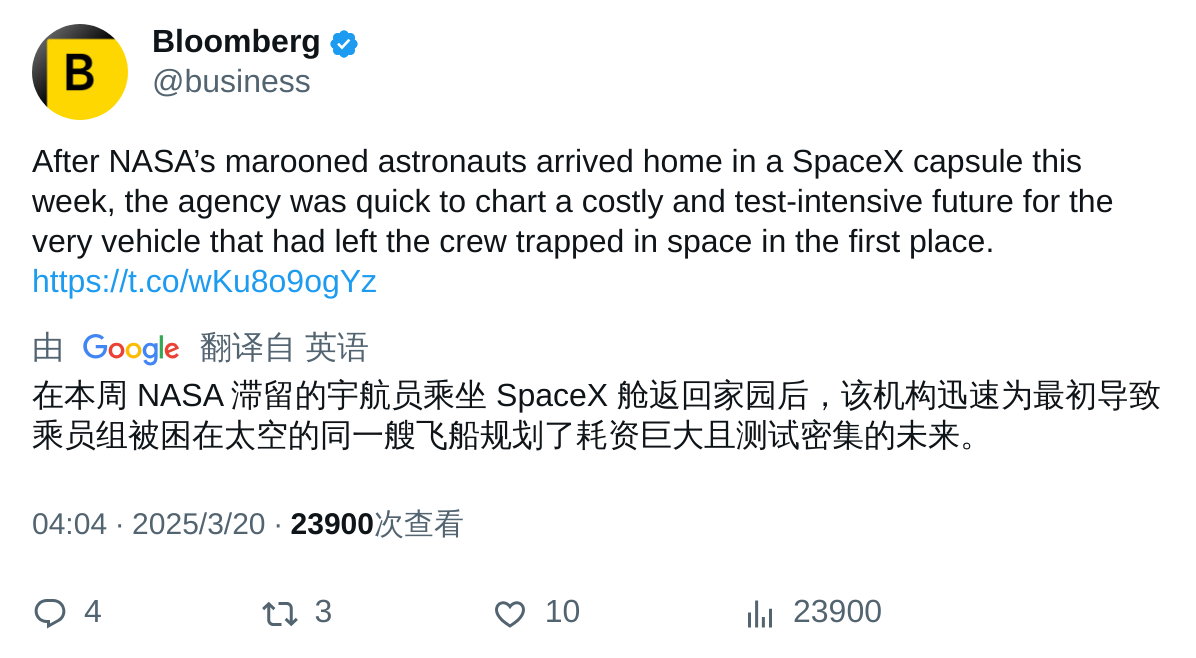 B
Bloomberg
@business
After NASA’s marooned astronauts arrived home in a SpaceX capsule this
week, the agency was quick to chart a costly and test-intensive future for the
very vehicle that had left the crew trapped in space in the first place.
https://t.co/wKu8o9ogYz
由 Google 翻译自 英语
在本周 NASA 滞留的宇航员乘坐 SpaceX 舱返回家园后，该机构迅速为最初导致
乘员组被困在太空的同一艘飞船规划了耗资巨大且测试密集的未来。
04:04 · 2025/3/20 · 23900次查看
4 3 10 23900